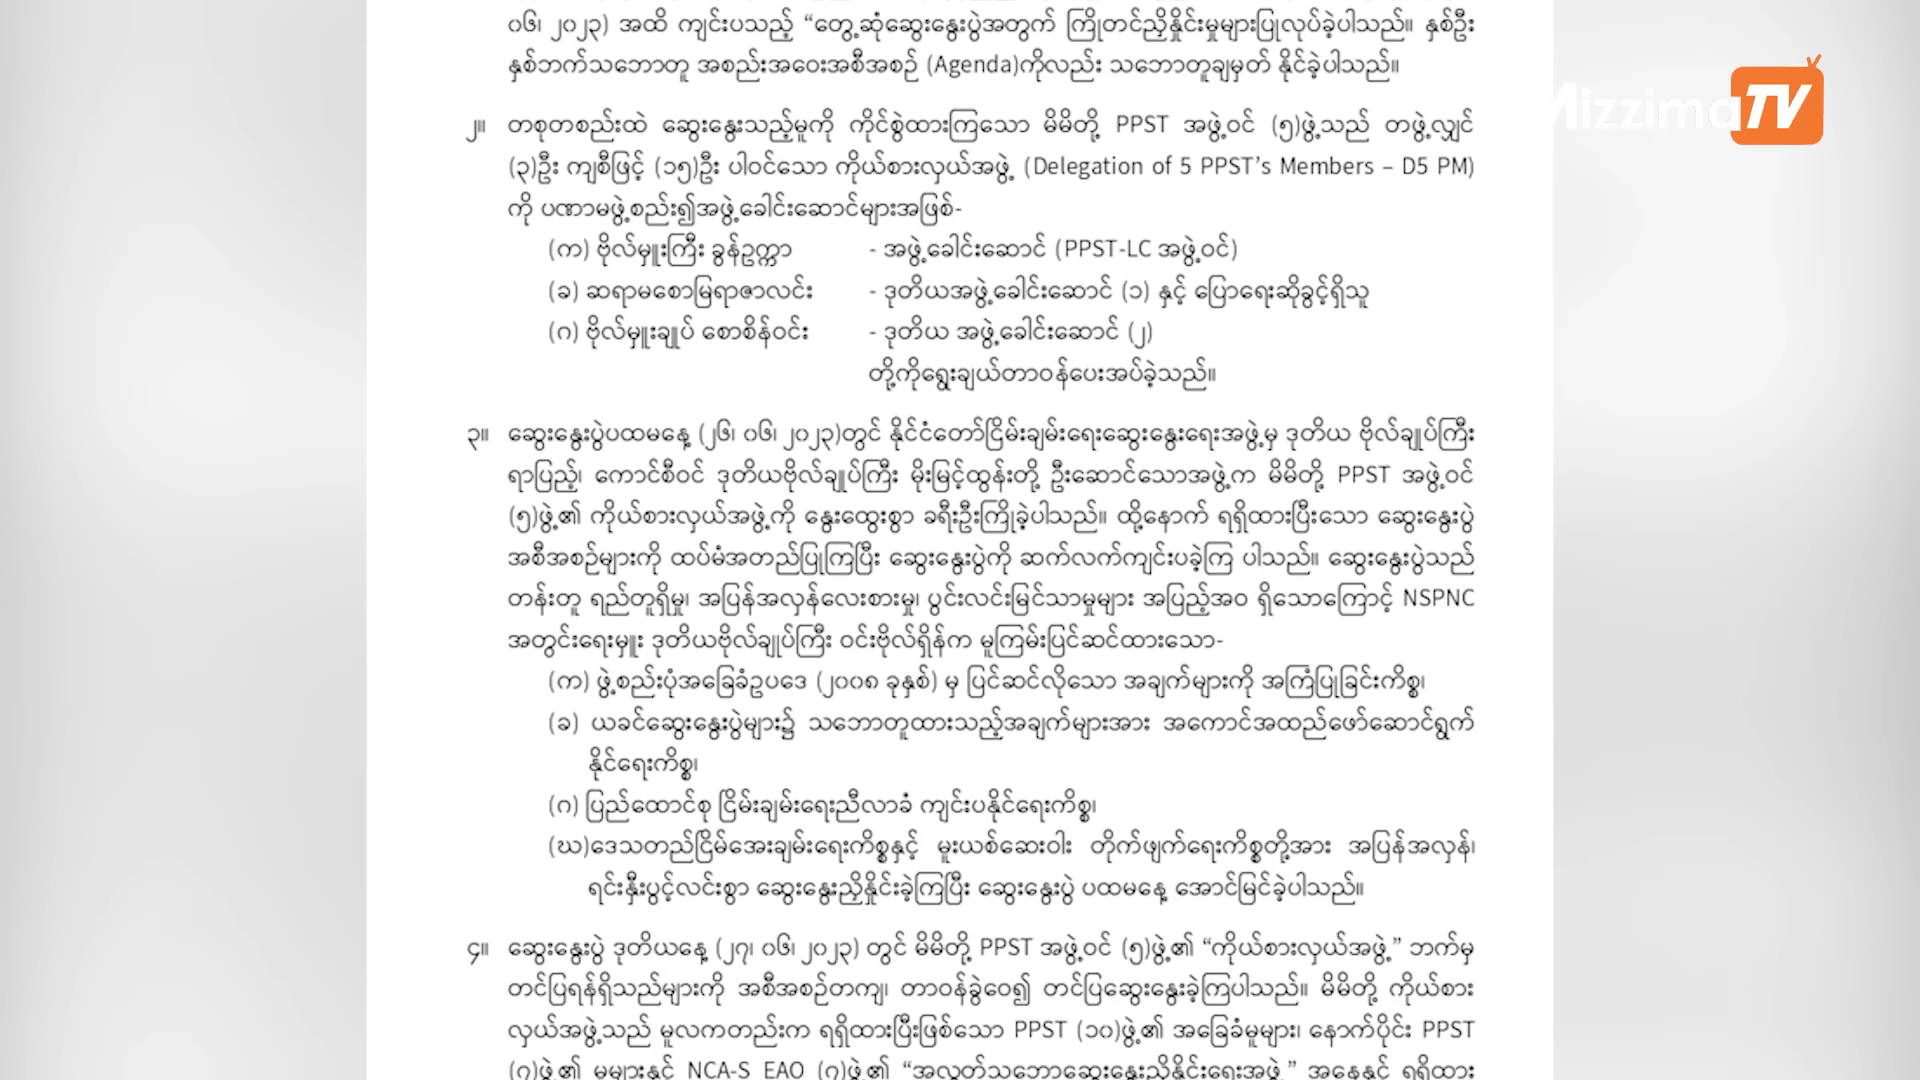 ၀၆၊ ၂၀၂၃) အထိ ကျင်းပသည့် “တွေ့ဆုံဆွေးနွေးပွဲအတွက် ကြိုတင်ညှိနှိုင်းမှုများပြုလုပ်ခဲ့ပါသည်။ နှစ်ဦး
နှစ်ဘက်သဘောတူ အစည်းအဝေးအစီအစဉ် (Agenda)ကိုလည်း သဘောတူချမှတ် နိုင်ခဲ့ပါသည်။
MizzimaTV
၂။ တစုတစည်းထဲ ဆွေးနွေးသည့်မူကို ကိုင်စွဲထားကြသော မိမိတို့ PPST အဖွဲ့ဝင် (၅)ဖွဲ့သည် တဖွဲ့လျှင်
(၃)ဦး ကျစီဖြင့် (၁၅)ဦး ပါဝင်သော ကိုယ်စားလှယ်အဖွဲ့ (Delegation of 5 PPST’s Members – D5 PM)
ကို ပဏာမဖွဲ့စည်း၍အဖွဲ့ခေါင်းဆောင်များအဖြစ်-
(က) ဗိုလ်မှူးကြီး ခွန်ဥက္ကာ - အဖွဲ့ခေါင်းဆောင် (PPST-LC အဖွဲ့ဝင်)
(ခ) ဆရာမစောမြရာဇာလင်း - ဒုတိယအဖွဲ့ခေါင်းဆောင် (၁) နှင့် ပြောရေးဆိုခွင့်ရှိသူ
(ဂ) ဗိုလ်မှူးချုပ် စောစိန်ဝင်း - ဒုတိယ အဖွဲ့ခေါင်းဆောင် (၂)
တို့ကိုရွေးချယ်တာဝန်ပေးအပ်ခဲ့သည်။
၃။ ဆွေးနွေးပွဲပထမနေ့ (၂၆၊ ၀၆၊ ၂၀၂၃)တွင် နိုင်ငံတော်ငြိမ်းချမ်းရေးဆွေးနွေးရေးအဖွဲ့မှ ဒုတိယ ဗိုလ်ချုပ်ကြီး
ရာပြည့်၊ ကောင်စီဝင် ဒုတိယဗိုလ်ချုပ်ကြီး မိုးမြင့်ထွန်းတို့ ဦးဆောင်သောအဖွဲ့က မိမိတို့ PPST အဖွဲ့ဝင်
(၅)ဖွဲ့၏ ကိုယ်စားလှယ်အဖွဲ့ကို နွေးထွေးစွာ ခရီးဦးကြိုခဲ့ပါသည်။ ထို့နောက် ရရှိထားပြီးသော ဆွေးနွေးပွဲ
အစီအစဉ်များကို ထပ်မံအတည်ပြုကြပြီး ဆွေးနွေးပွဲကို ဆက်လက်ကျင်းပခဲ့ကြ ပါသည်။ ဆွေးနွေးပွဲသည်
တန်းတူ ရည်တူရှိမှု၊ အပြန်အလှန်လေးစားမှု၊ ပွင်းလင်းမြင်သာမှုများ အပြည့်အဝ ရှိသောကြောင့် NSPNC
အတွင်းရေးမှူး ဒုတိယဗိုလ်ချုပ်ကြီး ဝင်းဗိုလ်ရှိန်က မူကြမ်းပြင်ဆင်ထားသော-
(က) ဖွဲ့စည်းပုံအခြေခံဥပဒေ (၂၀၀၈ ခုနှစ်) မှ ပြင်ဆင်လိုသော အချက်များကို အကြံပြုခြင်းကိစ္စ၊
(ခ) ယခင်ဆွေးနွေးပွဲများ၌ သဘောတူထားသည့်အချက်များအား အကောင်အထည်ဖော်ဆောင်ရွက်
နိုင်ရေးကိစ္စ၊
(ဂ) ပြည်ထောင်စု ငြိမ်းချမ်းရေးညီလာခံ ကျင်းပနိုင်ရေးကိစ္စ၊
(ဃ)ဒေသတည်ငြိမ်အေးချမ်းရေးကိစ္စနှင့် မူးယစ်ဆေးဝါး တိုက်ဖျက်ရေးကိစ္စတို့အား အပြန်အလှန်၊
ရင်းနှီးပွင့်လင်းစွာ ဆွေးနွေးညှိနှိုင်းခဲ့ကြပြီး ဆွေးနွေးပွဲ ပထမနေ့ အောင်မြင်ခဲ့ပါသည်။
၄။ ဆွေးနွေးပွဲ ဒုတိယနေ့ (၂၇၊ ၀၆၊ ၂၀၂၃) တွင် မိမိတို့ PPST အဖွဲ့ဝင် (၅)ဖွဲ့၏ “ကိုယ်စားလှယ်အဖွဲ့” ဘက်မှ
တင်ပြရန်ရှိသည်များကို အစီအစဉ်တကျ၊ တာဝန်ခွဲဝေ၍ တင်ပြဆွေးနွေးခဲ့ကြပါသည်။ မိမိတို့ ကိုယ်စား
လှယ်အဖွဲ့သည် မူလကတည်းက ရရှိထားပြီးဖြစ်သော PPST (၁၀)ဖွဲ့၏ အခြေခံမူများ၊ နောက်ပိုင်း PPST
(၇)ဖွဲ့၏ မူများနှင့် NCA-S EAO (၇)ဖွဲ့၏ “အလွတ်သဘောဆွေးနွေးညှိနှိုင်းရေးအဖွဲ့” အနေနှင့် ရရှိထား